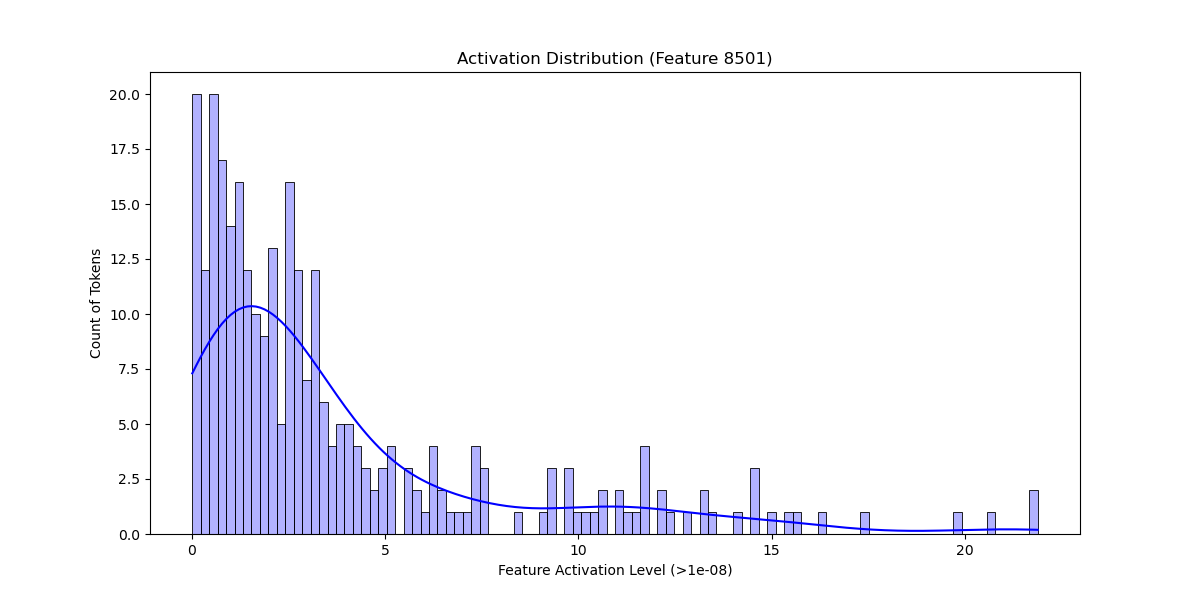 Activation Distribution (Feature 8501)
20.0
17.5
15.0
12.5
10.0
7.5
5.0
2.5
0.0
Count of Tokens
0 5 10 15 20
Feature Activation Level (>1e-08)